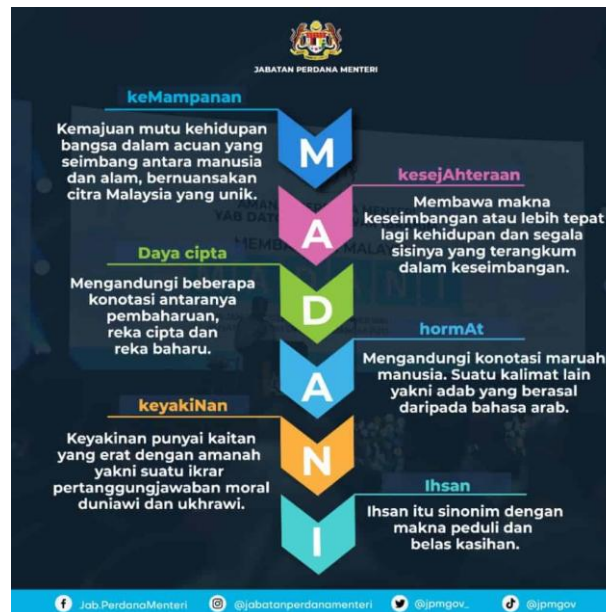 JABATAN PERDANA MENTERI
keMampanan
Kemajuan mutu kehidupan
bangsa dalam acuan yang
seimbang antara manusia
dan alam, bernuansakan
citra Malaysia yang unik.
M
kesejAhteraan
Membawa makna
keseimbangan atau lebih tepat
lagi kehidupan dan segala
sisinya yang terangkum
dalam keseimbangan.
A
Daya cipta
Mengandungi beberapa
konotasi antaranya
pembaharuan,
reka cipta dan
reka baharu.
D
hormAt
Mengandungi konotasi maruah
manusia. Suatu kalimat lain
yakni adab yang berasal
daripada bahasa arab.
A
keyakiNan
Keyakinan punyai kaitan
yang erat dengan amanah
yakni suatu ikrar
pertanggungjawaban moral
duniawi dan ukhrawi.
N
Ihsan
Ihsan itu sinonim dengan
makna peduli dan
belas kasihan.
I
Jab.PerdanaMenteri @jabatanperdanamenteri @jpmgov_ @jpmgov